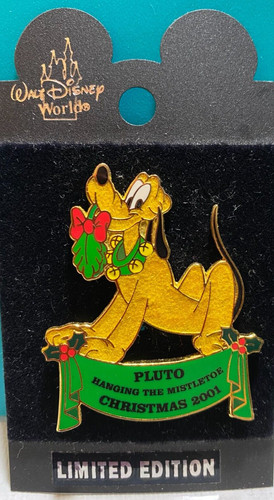 WALT DISNEY
World®
PLUTO
HANGING THE MISTLETOE
CHRISTMAS 2001
LIMITED EDITION